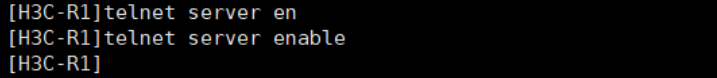 [H3C-R1]telnet server en
[H3C-R1]telnet server enable
[H3C-R1]